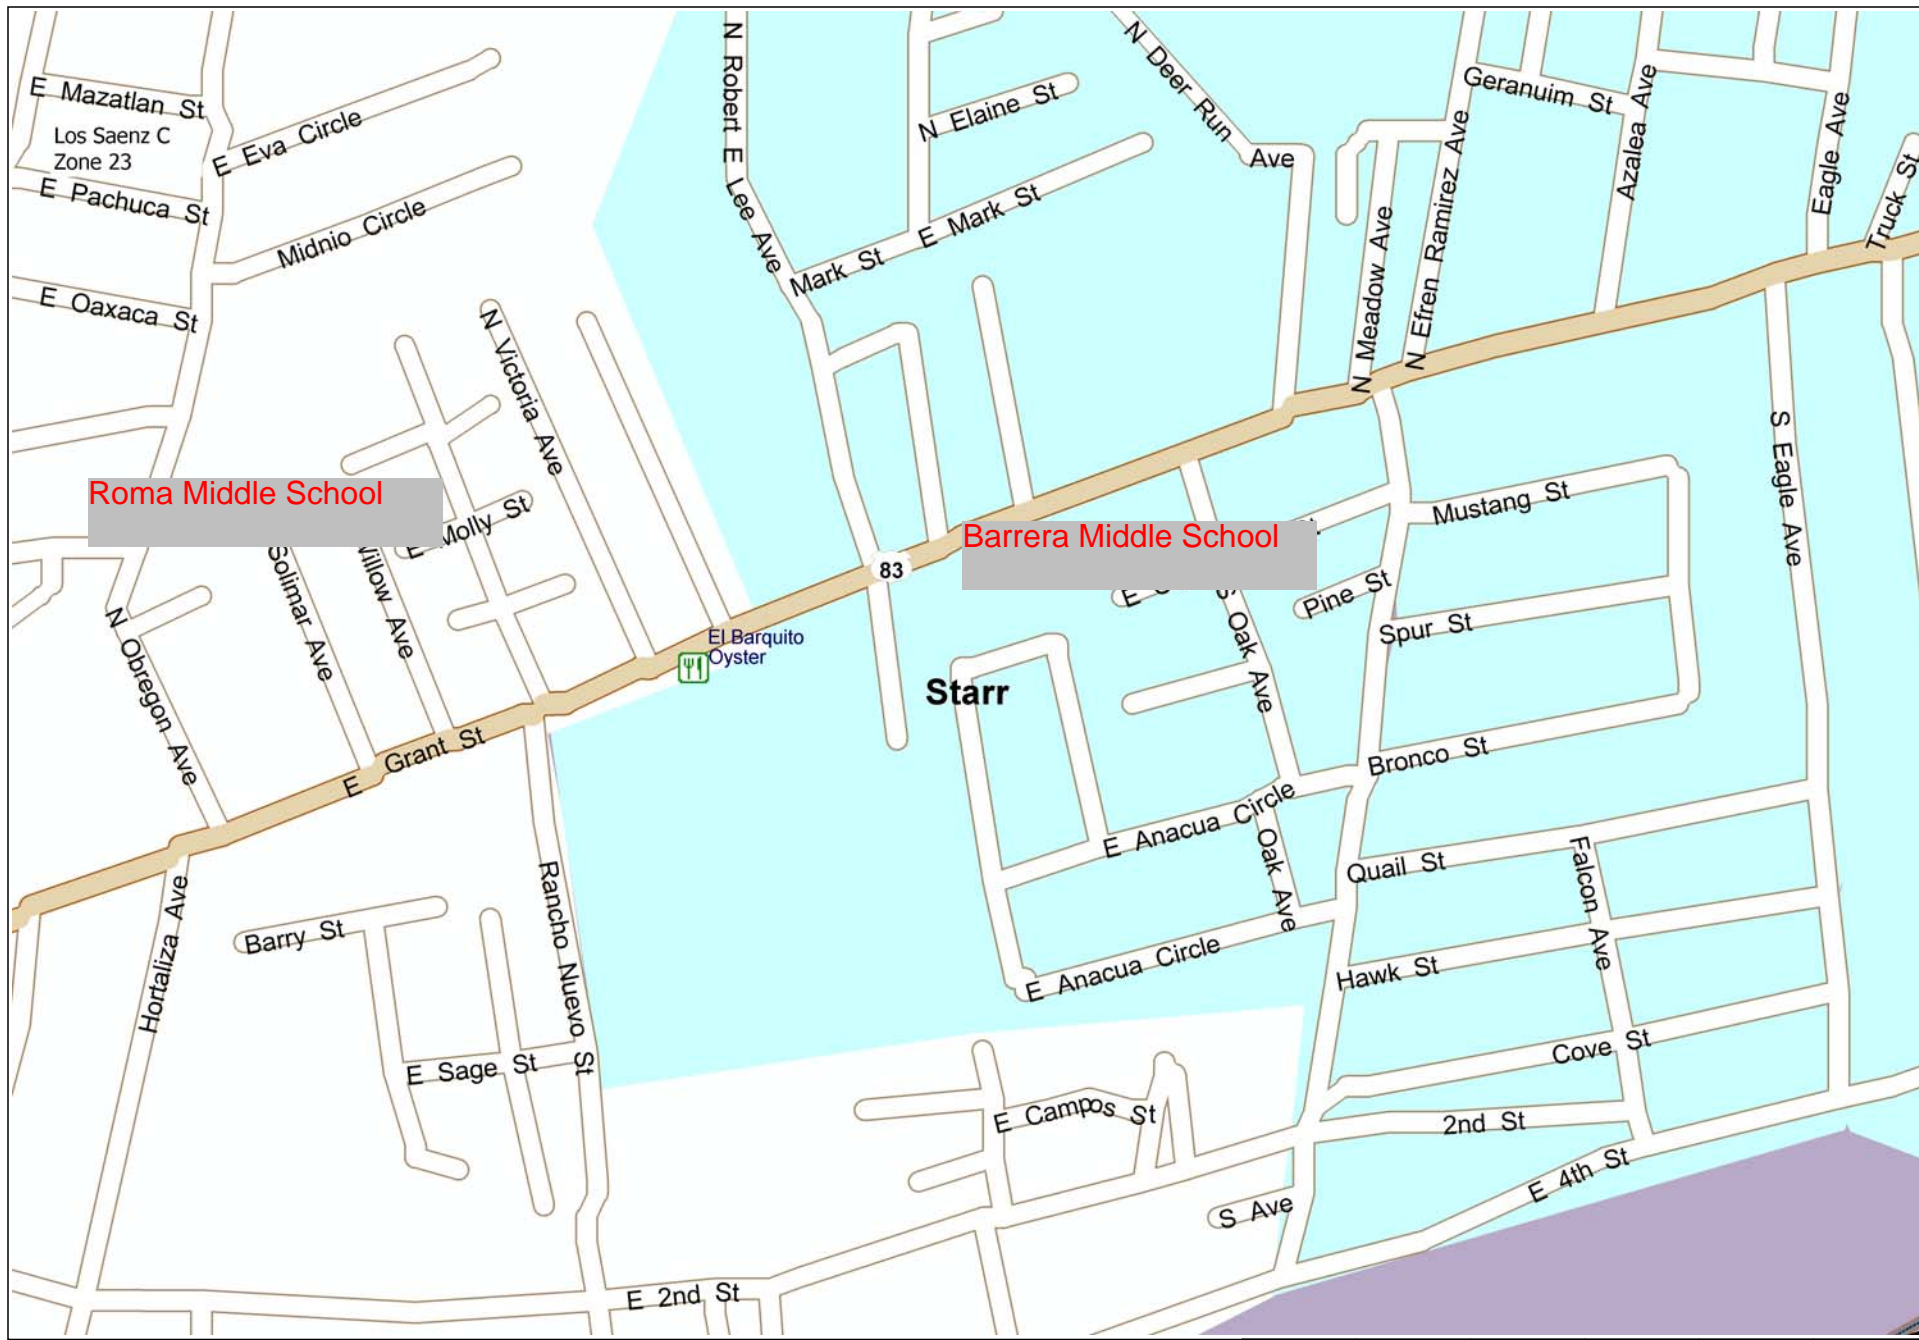 E Mazatlan St
Los Saenz C
Zone 23
E Pachuca St
E Eva Circle
Midnio Circle
E Oaxaca St
N Robert E Lee Ave
N Elaine St
E Mark St
Mark St
N Deer Run Ave
Geranuim St
Azalea Ave
Eagle Ave
Truck St
N Meadow Ave
N Efren Ramirez Ave
N Victoria Ave
Roma Middle School
E Molly St
Solimar Ave
Willow Ave
N Obregon Ave
E Grant St
83
El Barquito
Oyster
Barrera Middle School
Starr
E
S Oak Ave
Pine St
Mustang St
Spur St
S Eagle Ave
Bronco St
E Anacua Circle
Oak Ave
Quail St
Falcon Ave
E Anacua Circle
Hawk St
Cove St
2nd St
E 4th St
S Ave
E Campos St
Hortaliza Ave
Barry St
Rancho Nuevo St
E Sage St
E 2nd St